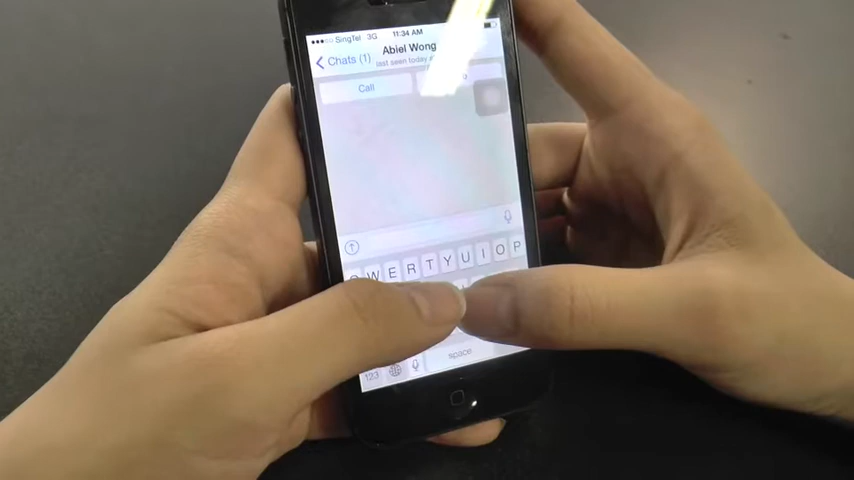 SingTel 3G 11:34 AM
Chats (1) Abiel Wong
last seen today
Call
W E R T Y U I O P
123 space